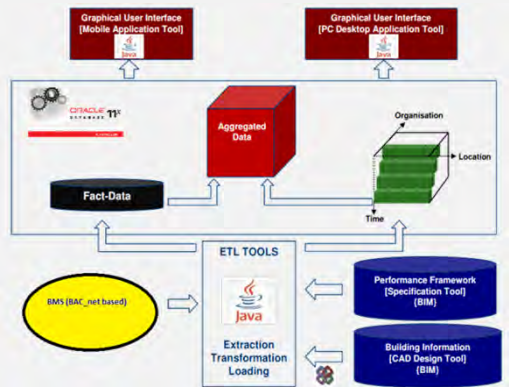 Graphical User Interface
[Mobile Application Tool]
Java
Graphical User Interface
[PC Desktop Application Tool]
Java
ORACLE
DATABASE 11g
Aggregated
Data
Organisation
Location
Time
Fact-Data
ETL TOOLS
Java
Extraction
Transformation
Loading
BMS (BAC_net based)
Performance Framework
[Specification Tool]
{BIM}
Building Information
[CAD Design Tool]
{BIM}